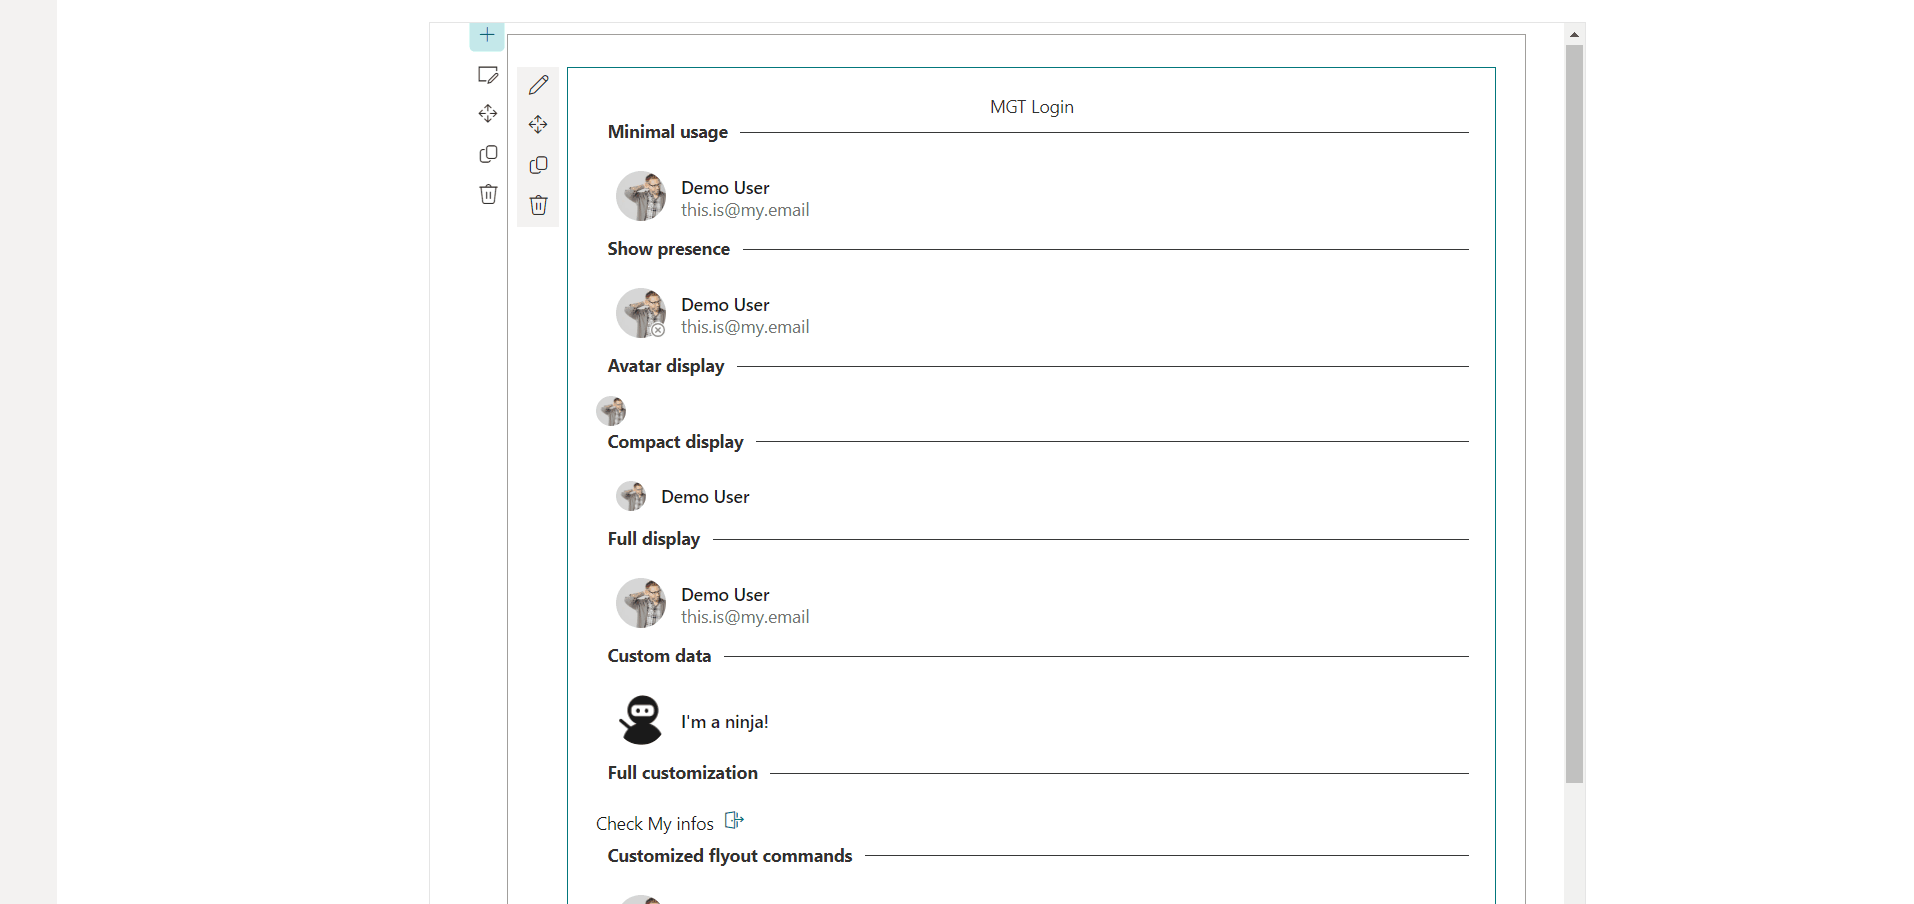 MGT Login
Minimal usage
Demo User
this.is@my.email
Show presence
Demo User
this.is@my.email
Avatar display
Compact display
Demo User
Full display
Demo User
this.is@my.email
Custom data
I'm a ninja!
Full customization
Check My infos
Customized flyout commands